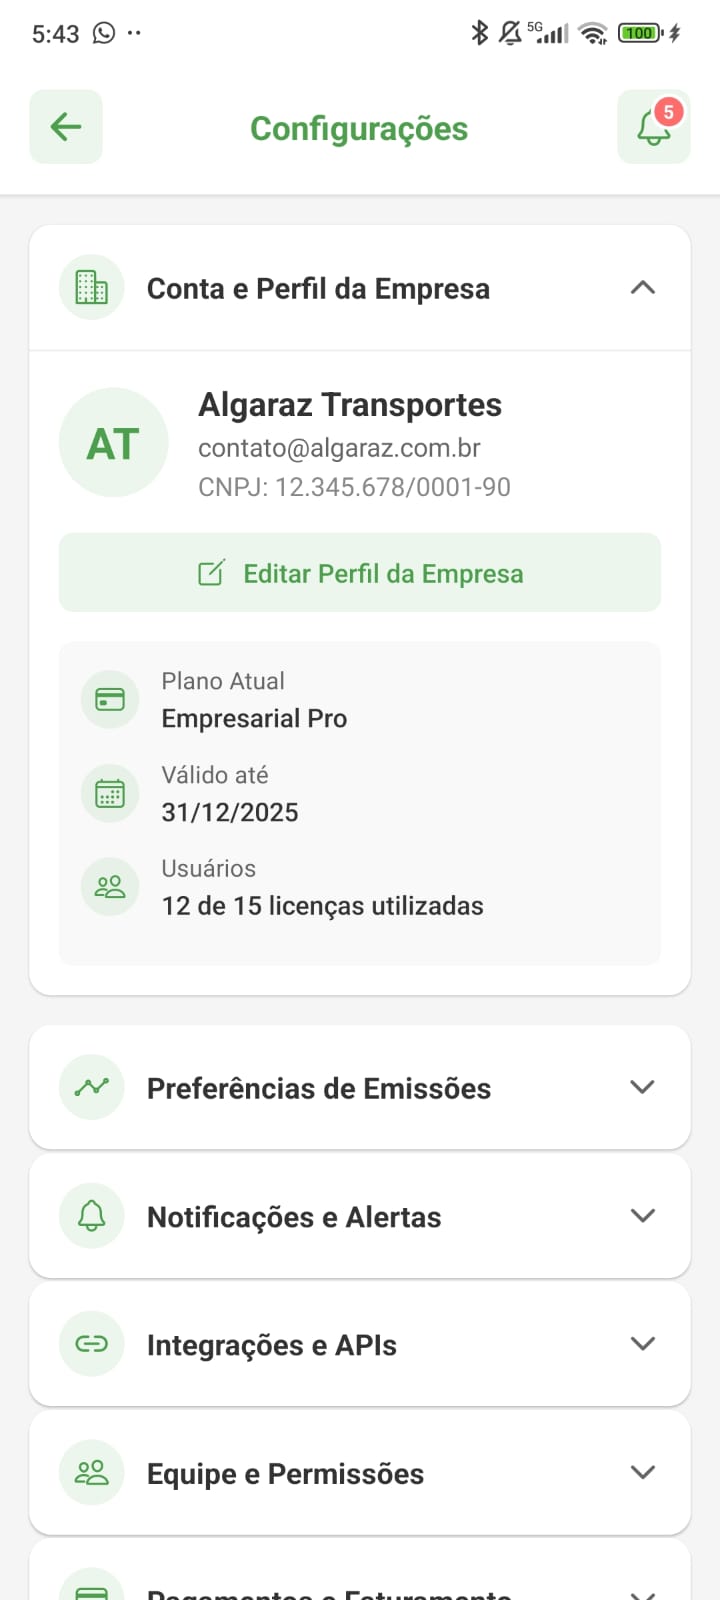 5:43
5G
100
Configurações
5
Conta e Perfil da Empresa
AT
Algaraz Transportes
contato@algaraz.com.br
CNPJ: 12.345.678/0001-90
Editar Perfil da Empresa
Plano Atual
Empresarial Pro
Válido até
31/12/2025
Usuários
12 de 15 licenças utilizadas
Preferências de Emissões
Notificações e Alertas
Integrações e APIs
Equipe e Permissões
Pagamentos e Faturamento